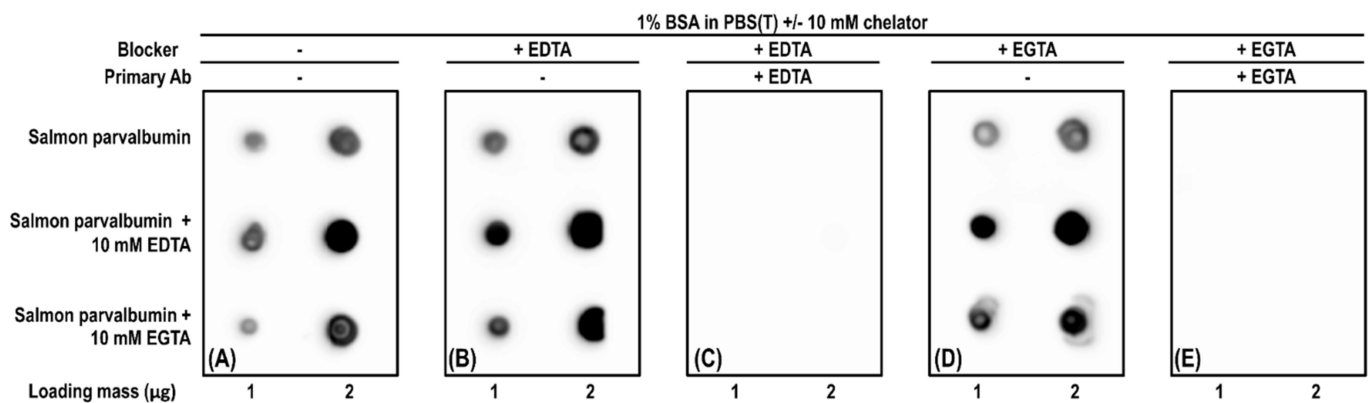 1% BSA in PBS(T) +/- 10 mM chelator
Blocker - + EDTA + EDTA + EGTA + EGTA
Primary Ab - - + EDTA - + EGTA
Salmon parvalbumin
Salmon parvalbumin +
10 mM EDTA
Salmon parvalbumin +
10 mM EGTA
(A) (B) (C) (D) (E)
Loading mass (µg) 1 2 1 2 1 2 1 2 1 2